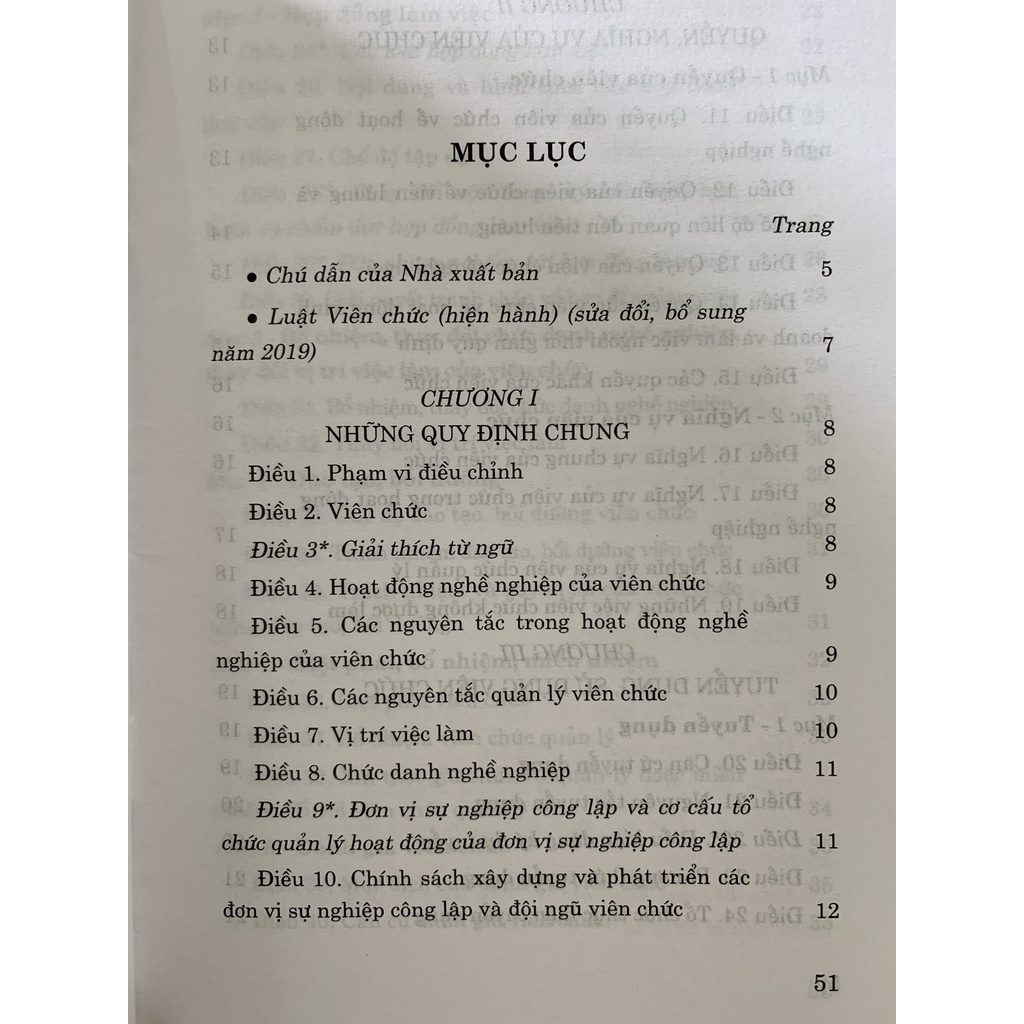 MỤC LỤC
Trang
• Chú dẫn của Nhà xuất bản 5
• Luật Viên chức (hiện hành) (sửa đổi, bổ sung
năm 2019) 7
CHƯƠNG I
NHỮNG QUY ĐỊNH CHUNG 8
Điều 1. Phạm vi điều chỉnh 8
Điều 2. Viên chức 8
Điều 3*. Giải thích từ ngữ 8
Điều 4. Hoạt động nghề nghiệp của viên chức 9
Điều 5. Các nguyên tắc trong hoạt động nghề
nghiệp của viên chức 9
Điều 6. Các nguyên tắc quản lý viên chức 10
Điều 7. Vị trí việc làm 10
Điều 8. Chức danh nghề nghiệp 11
Điều 9*. Đơn vị sự nghiệp công lập và cơ cấu tổ
chức quản lý hoạt động của đơn vị sự nghiệp công lập 11
Điều 10. Chính sách xây dựng và phát triển các
đơn vị sự nghiệp công lập và đội ngũ viên chức 12
51